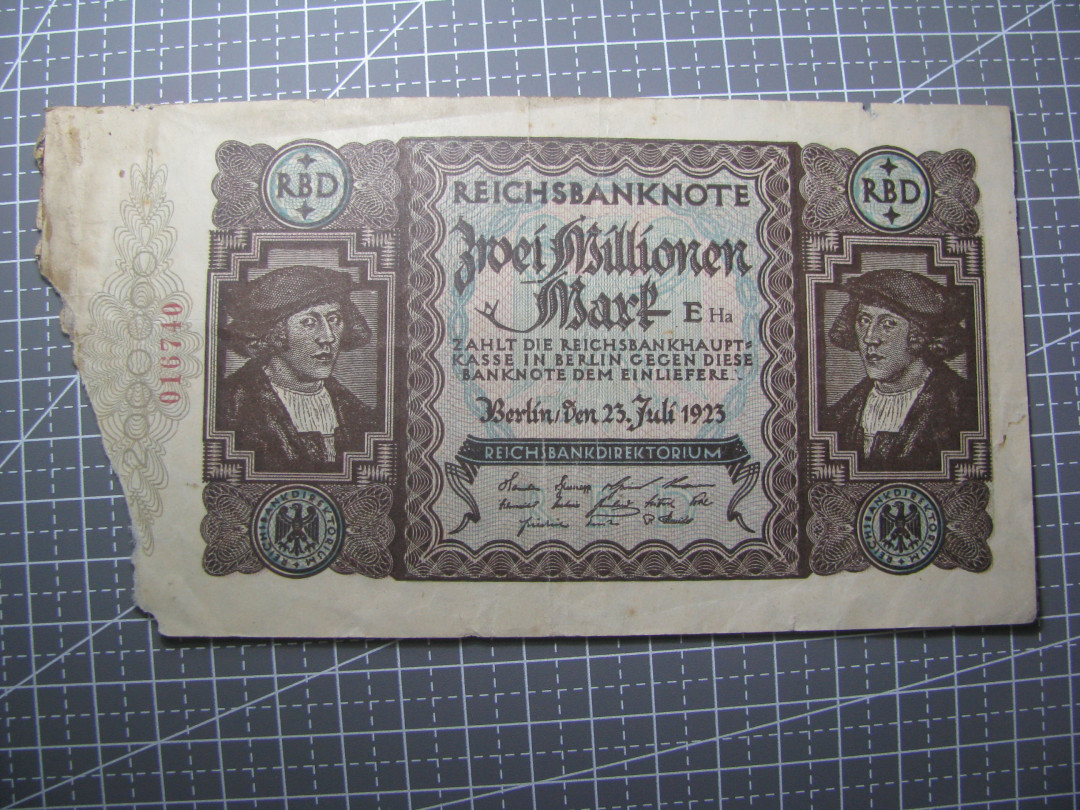 RBD
RBD
REICHSBANKNOTE
Zwei Millionen
Mark E Ha
ZAHLT DIE REICHSBANKHAUPT=
KASSE IN BERLIN GEGEN DIESE
BANKNOTE DEM EINLIEFERER
Berlin, den 23. Juli 1923
REICHSBANKDIREKTORIUM
016740
REICHSBANKDIREKTORIUM
REICHSBANKDIREKTORIUM